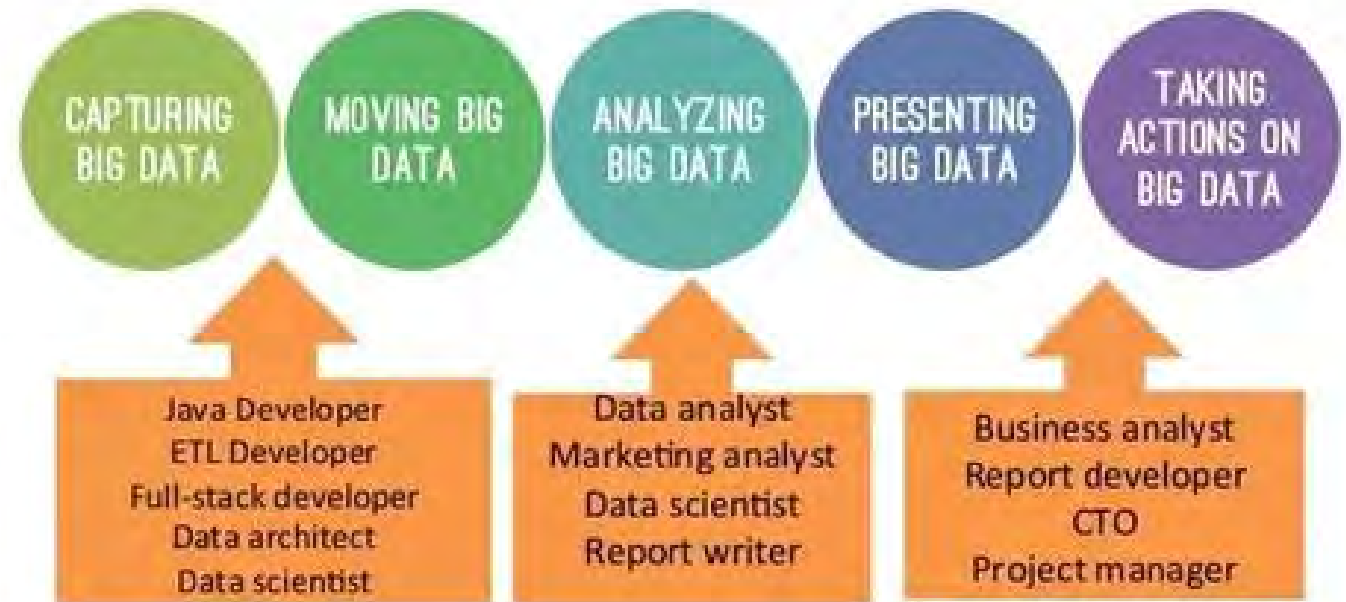 CAPTURING
BIG DATA
MOVING BIG
DATA
ANALYZING
BIG DATA
PRESENTING
BIG DATA
TAKING
ACTIONS ON
BIG DATA
Java Developer
ETL Developer
Full-stack developer
Data architect
Data scientist
Data analyst
Marketing analyst
Data scientist
Report writer
Business analyst
Report developer
CTO
Project manager